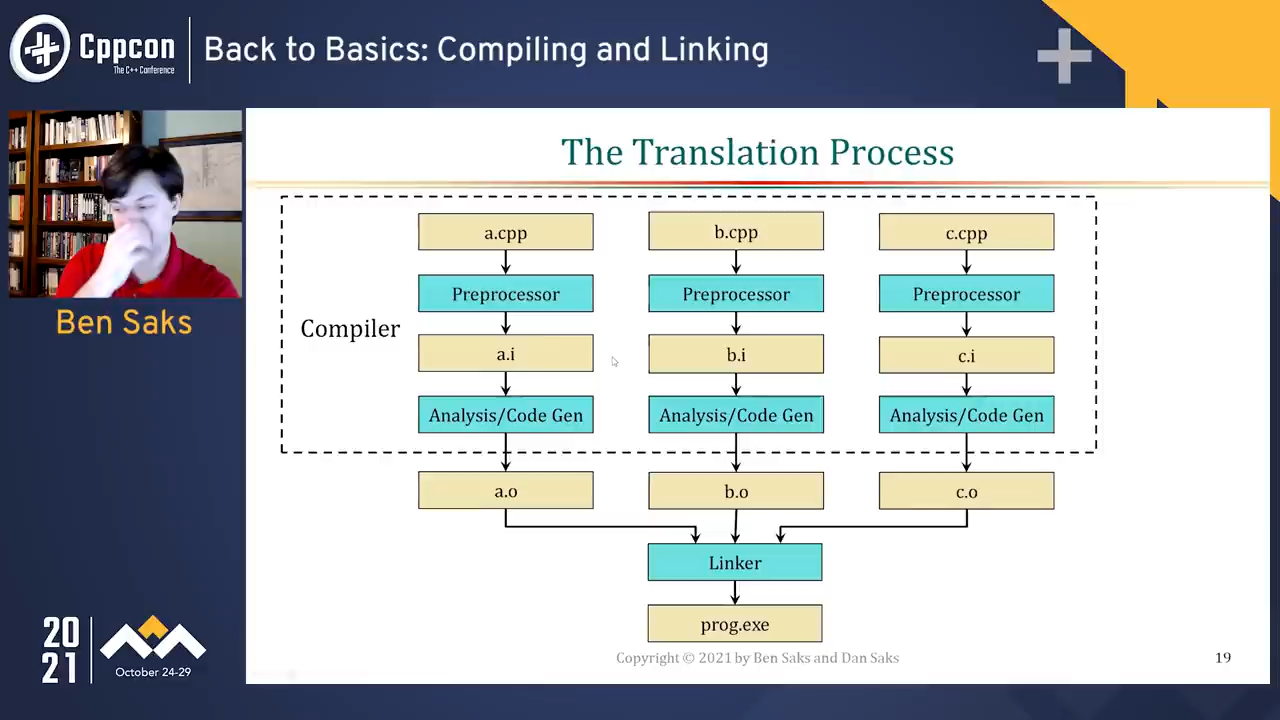 Cppcon
The C++ Conference
Back to Basics: Compiling and Linking
Ben Saks
2021
October 24-29
The Translation Process
Compiler
a.cpp
b.cpp
c.cpp
Preprocessor
Preprocessor
Preprocessor
a.i
b.i
c.i
Analysis/Code Gen
Analysis/Code Gen
Analysis/Code Gen
a.o
b.o
c.o
Linker
prog.exe
Copyright © 2021 by Ben Saks and Dan Saks
19